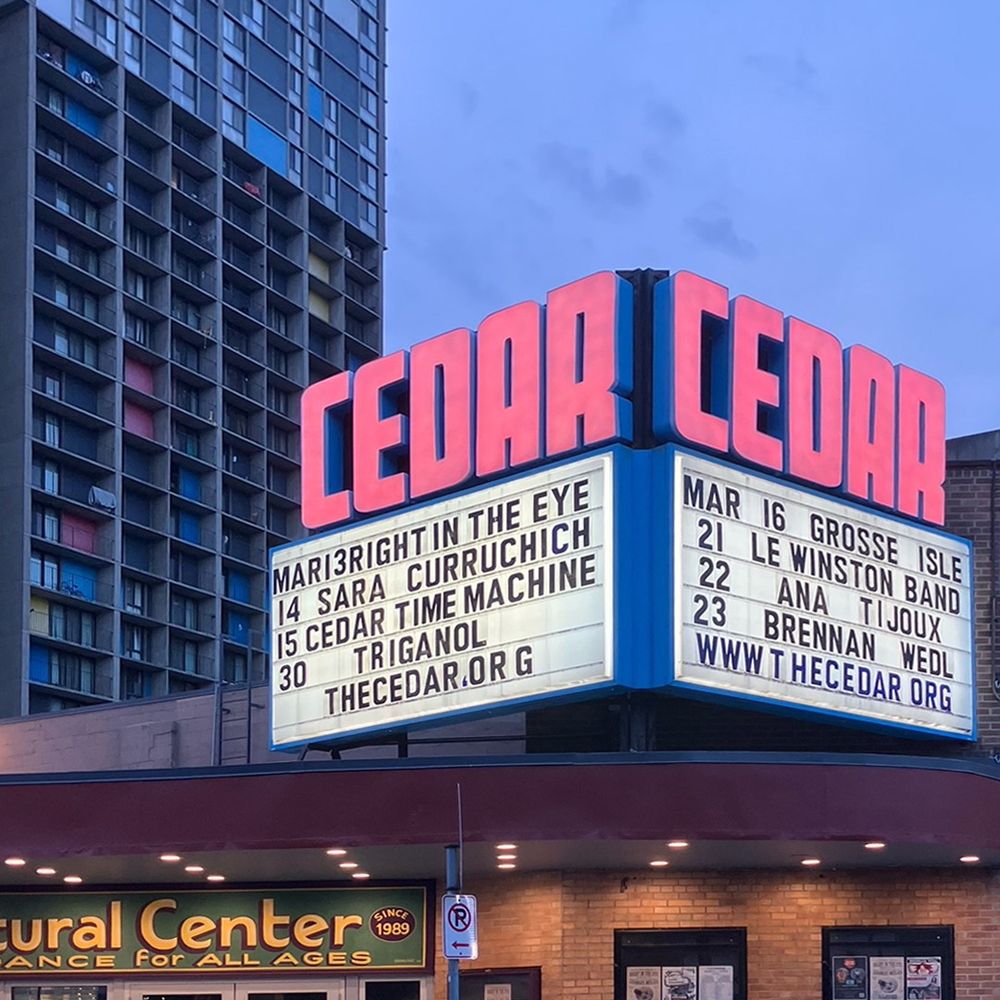 CEDAR
CEDAR
MAR13RIGHT IN THE EYE
14 SARA CURRUCHICH
15 CEDAR TIME MACHINE
30 TRIGANOL
THECEDAR.ORG
MAR 16 GROSSE ISLE
21 LE WINSTON BAND
22 ANA TIJOUX
23 BRENNAN WEDL
WWWTHECEDAR ORG
tural Center
SINCE
1989
DANCE for ALL AGES
P